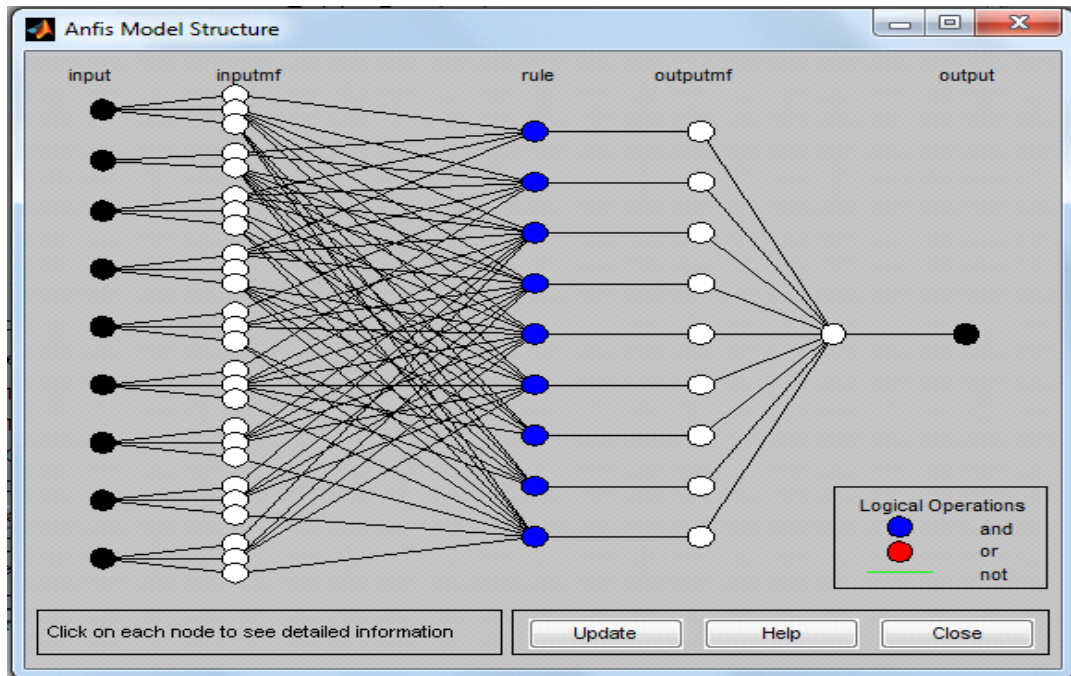 Anfis Model Structure
input inputmf rule outputmf output
Logical Operations
and
or
not
Click on each node to see detailed information
Update Help Close